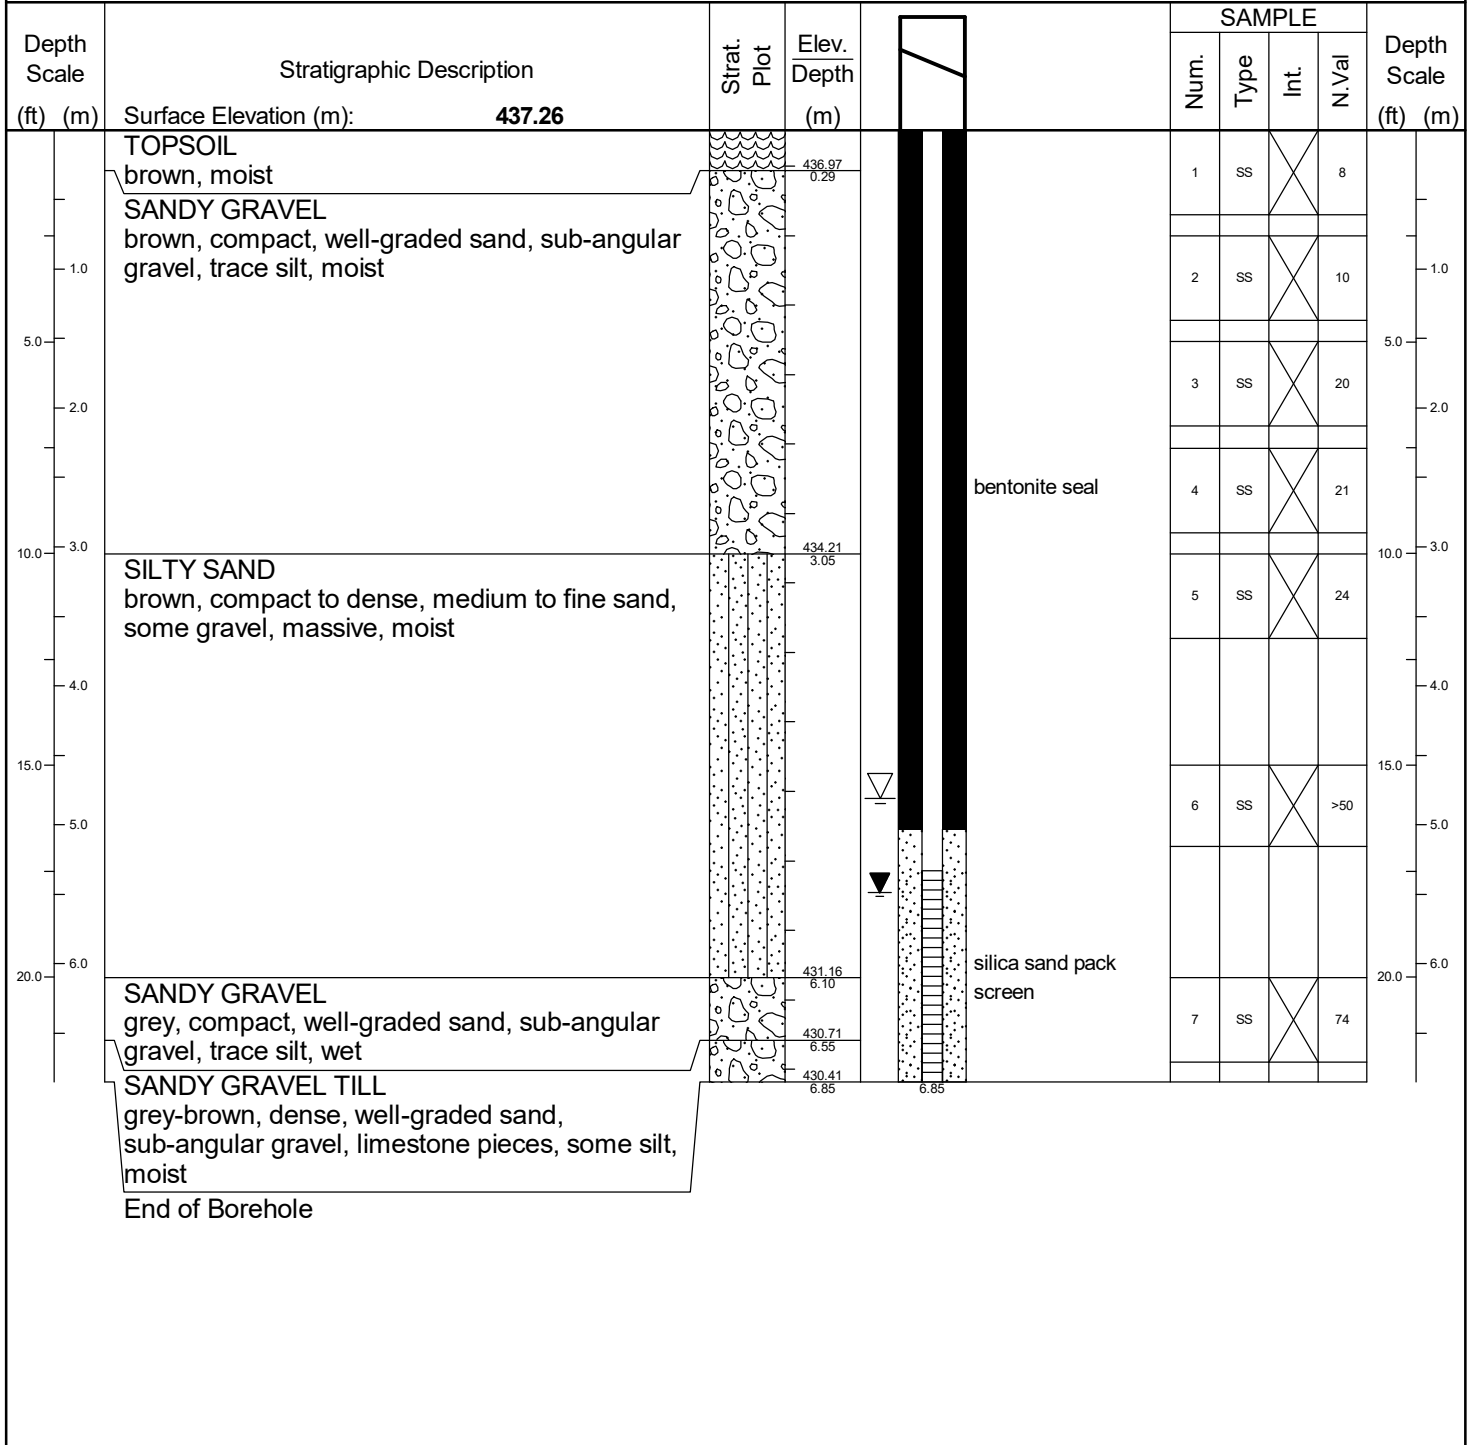 SAMPLE
Depth
Scale
(ft) (m)
Stratigraphic Description
Surface Elevation (m): 437.26
Strat.
Plot
Elev.
Depth
(m)
Num.
Type
Int.
N.Val
Depth
Scale
(ft) (m)
TOPSOIL
brown, moist
436.97
0.29
1 SS 8
SANDY GRAVEL
brown, compact, well-graded sand, sub-angular
gravel, trace silt, moist
1.0
2 SS 10
1.0
5.0
5.0
3 SS 20
2.0
2.0
bentonite seal
4 SS 21
3.0
10.0
434.21
3.05
3.0
10.0
SILTY SAND
brown, compact to dense, medium to fine sand,
some gravel, massive, moist
5 SS 24
4.0
4.0
15.0
15.0
6 SS >50
5.0
5.0
6.0
20.0
silica sand pack
screen
431.16
6.10
6.0
20.0
SANDY GRAVEL
grey, compact, well-graded sand, sub-angular
gravel, trace silt, wet
7 SS 74
430.71
6.55
430.41
6.85
6.85
SANDY GRAVEL TILL
grey-brown, dense, well-graded sand,
sub-angular gravel, limestone pieces, some silt,
moist
End of Borehole